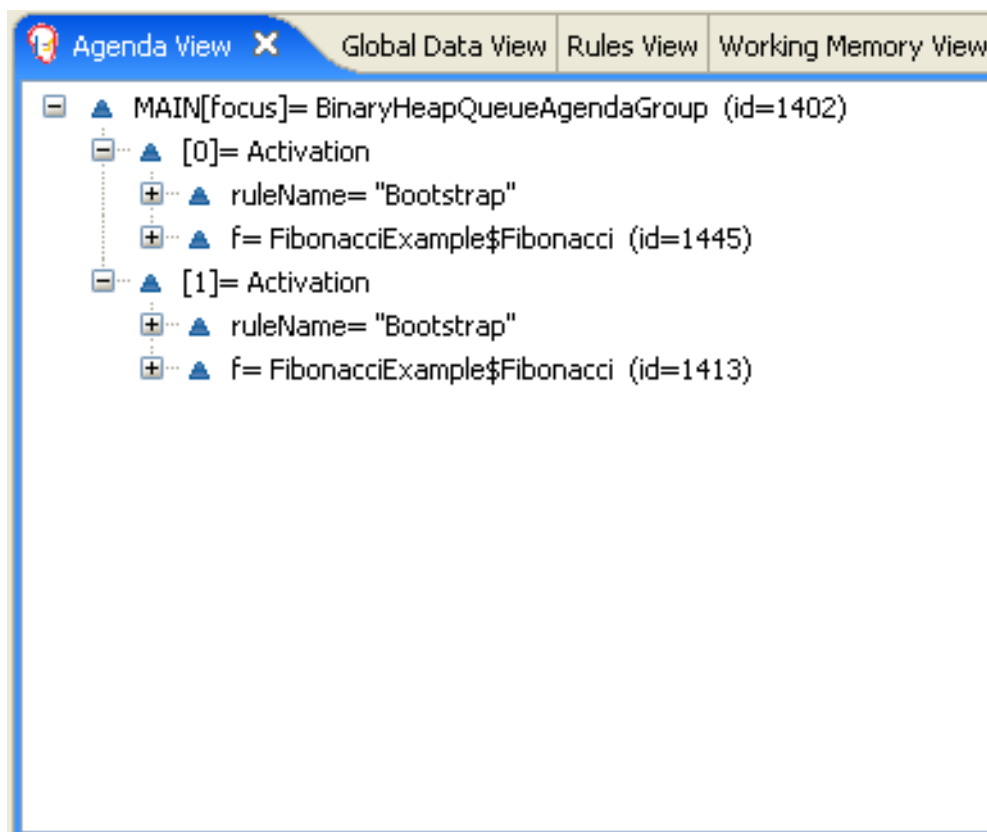 Agenda View Global Data View Rules View Working Memory View
MAIN[focus]= BinaryHeapQueueAgendaGroup (id=1402)
[0]= Activation
ruleName= "Bootstrap"
f= FibonacciExample$Fibonacci (id=1445)
[1]= Activation
ruleName= "Bootstrap"
f= FibonacciExample$Fibonacci (id=1413)